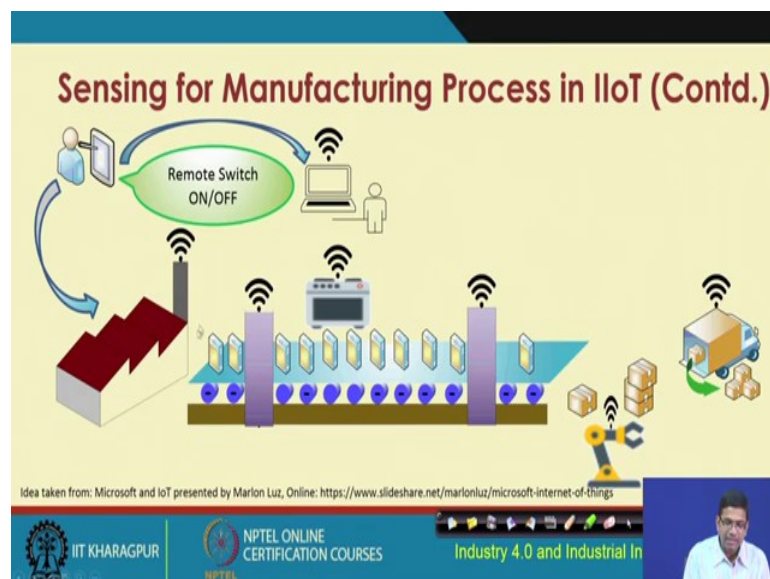 Sensing for Manufacturing Process in IIoT (Contd.)
Remote Switch
ON/OFF
Idea taken from: Microsoft and IoT presented by Marlon Luz, Online: https://www.slideshare.net/marlonluz/microsoft-internet-of-things
IIT KHARAGPUR
NPTEL ONLINE
CERTIFICATION COURSES
NPTEL
Industry 4.0 and Industrial In